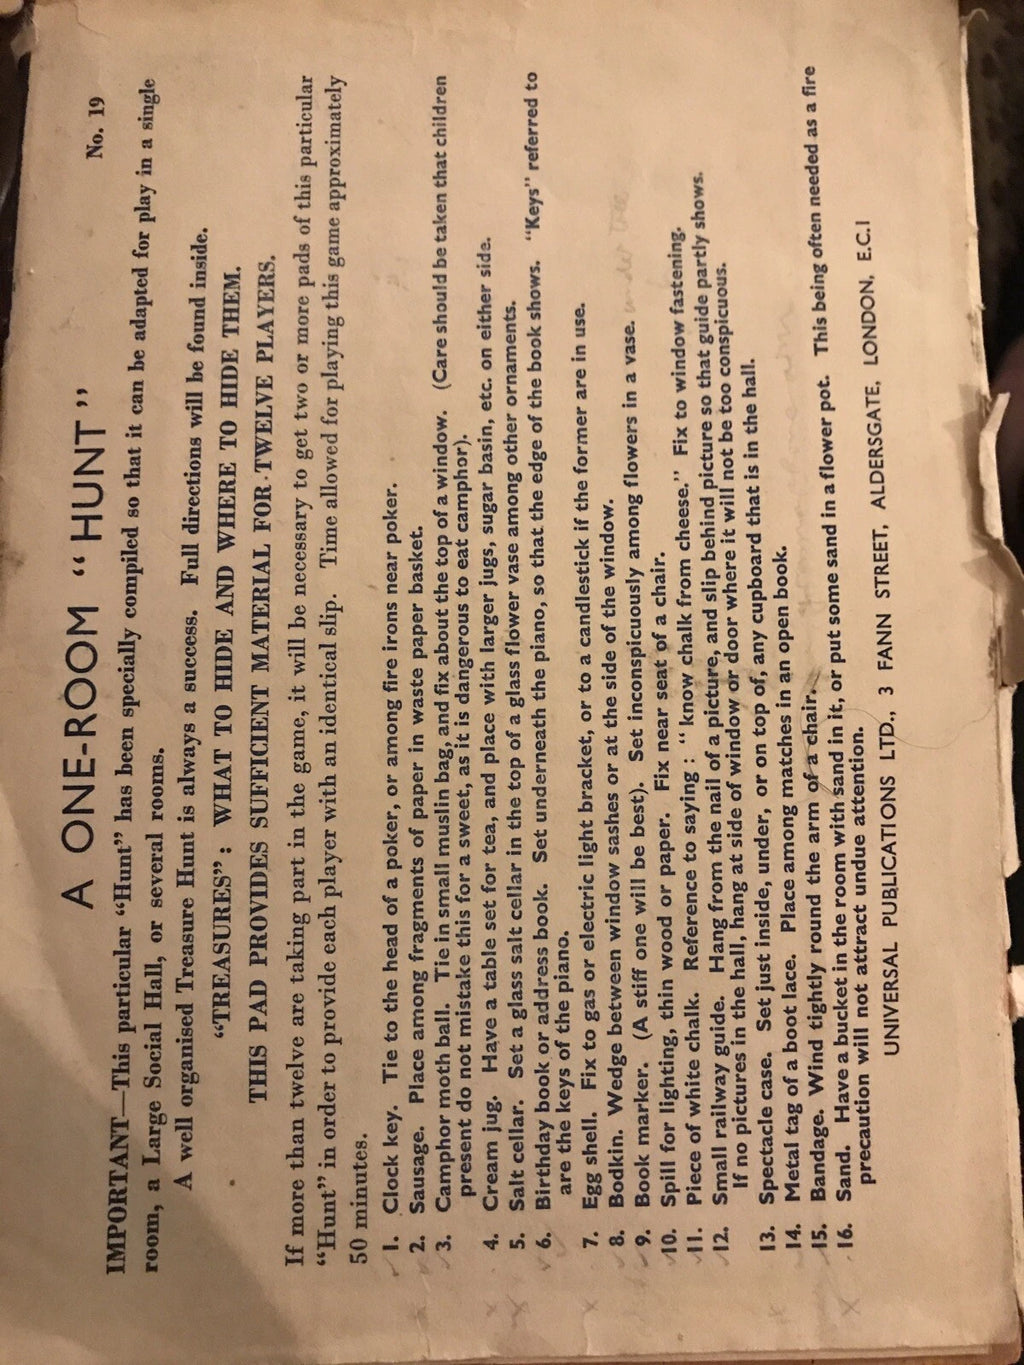 A ONE-ROOM “HUNT”
No. 19
IMPORTANT—This particular “Hunt” has been specially compiled so that it can be adapted for play in a single
room, a Large Social Hall, or several rooms.
A well organised Treasure Hunt is always a success. Full directions will be found inside.
“TREASURES”: WHAT TO HIDE AND WHERE TO HIDE THEM.
THIS PAD PROVIDES SUFFICIENT MATERIAL FOR TWELVE PLAYERS.
If more than twelve are taking part in the game, it will be necessary to get two or more pads of this particular
“Hunt” in order to provide each player with an identical slip. Time allowed for playing this game approximately
50 minutes.
1. Clock key. Tie to the head of a poker, or among fire irons near poker.
2. Sausage. Place among fragments of paper in waste paper basket.
3. Camphor moth ball. Tie in small muslin bag, and fix about the top of a window. (Care should be taken that children
present do not mistake this for a sweet, as it is dangerous to eat camphor).
4. Cream jug. Have a table set for tea, and place with larger jugs, sugar basin, etc. on either side.
5. Salt cellar. Set a glass salt cellar in the top of a glass flower vase among other ornaments.
6. Birthday book or address book. Set underneath the piano, so that the edge of the book shows. “Keys” referred to
are the keys of the piano.
7. Egg shell. Fix to gas or electric light bracket, or to a candlestick if the former are in use.
8. Bodkin. Wedge between window sashes or at the side of the window.
9. Book marker. (A stiff one will be best). Set inconspicuously among flowers in a vase.
10. Spill for lighting, thin wood or paper. Fix near seat of a chair.
11. Piece of white chalk. Reference to saying : “ know chalk from cheese.” Fix to window fastening.
12. Small railway guide. Hang from the nail of a picture, and slip behind picture so that guide partly shows.
If no pictures in the hall, hang at side of window or door where it will not be too conspicuous.
13. Spectacle case. Set just inside, under, or on top of, any cupboard that is in the hall.
14. Metal tag of a boot lace. Place among matches in an open book.
15. Bandage. Wind tightly round the arm of a chair.
16. Sand. Have a bucket in the room with sand in it, or put some sand in a flower pot. This being often needed as a fire
precaution will not attract undue attention.
UNIVERSAL PUBLICATIONS LTD., 3 FANN STREET, ALDERSGATE, LONDON, E.C.1